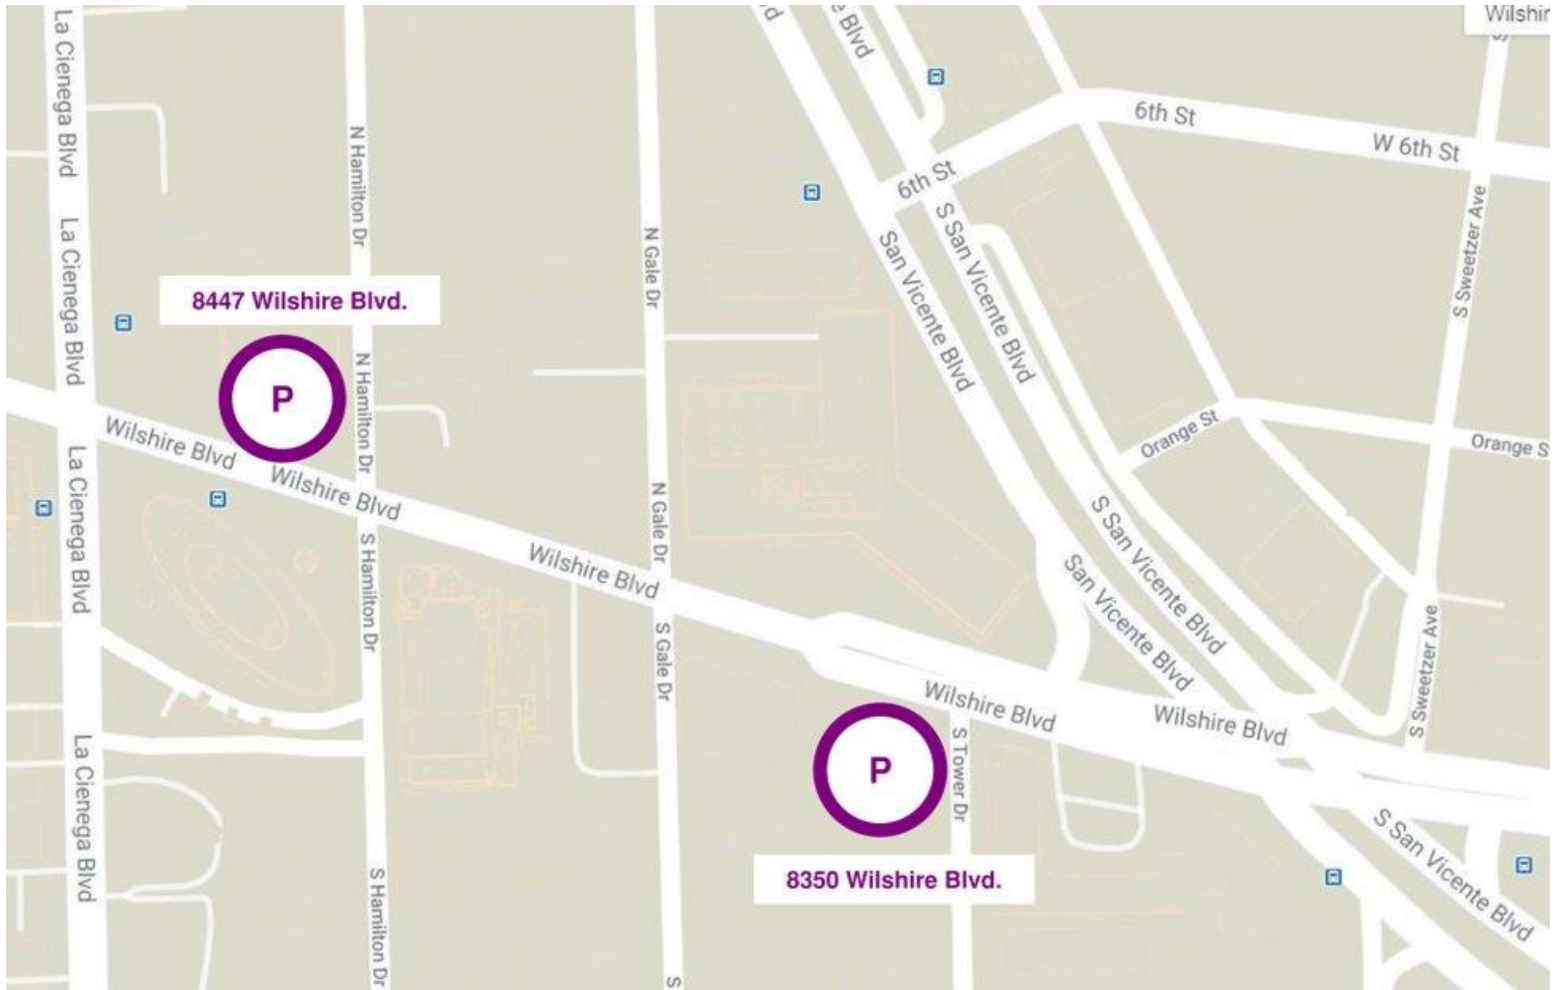 La Cienega Blvd
La Cienega Blvd
La Cienega Blvd
La Cienega Blvd
N Hamilton Dr
N Hamilton Dr
S Hamilton Dr
S Hamilton Dr
8447 Wilshire Blvd.
P
Wilshire Blvd
Wilshire Blvd
Wilshire Blvd
N Gale Dr
N Gale Dr
S Gale Dr
S
Blvd
6th St
6th St
W 6th St
San Vicente Blvd
S San Vicente Blvd
San Vicente Blvd
S San Vicente Blvd
Orange St
Orange S
S Sweetzer Ave
S Sweetzer Ave
Wilshire Blvd
Wilshire Blvd
P
S Tower Dr
8350 Wilshire Blvd.
S San Vicente Blvd